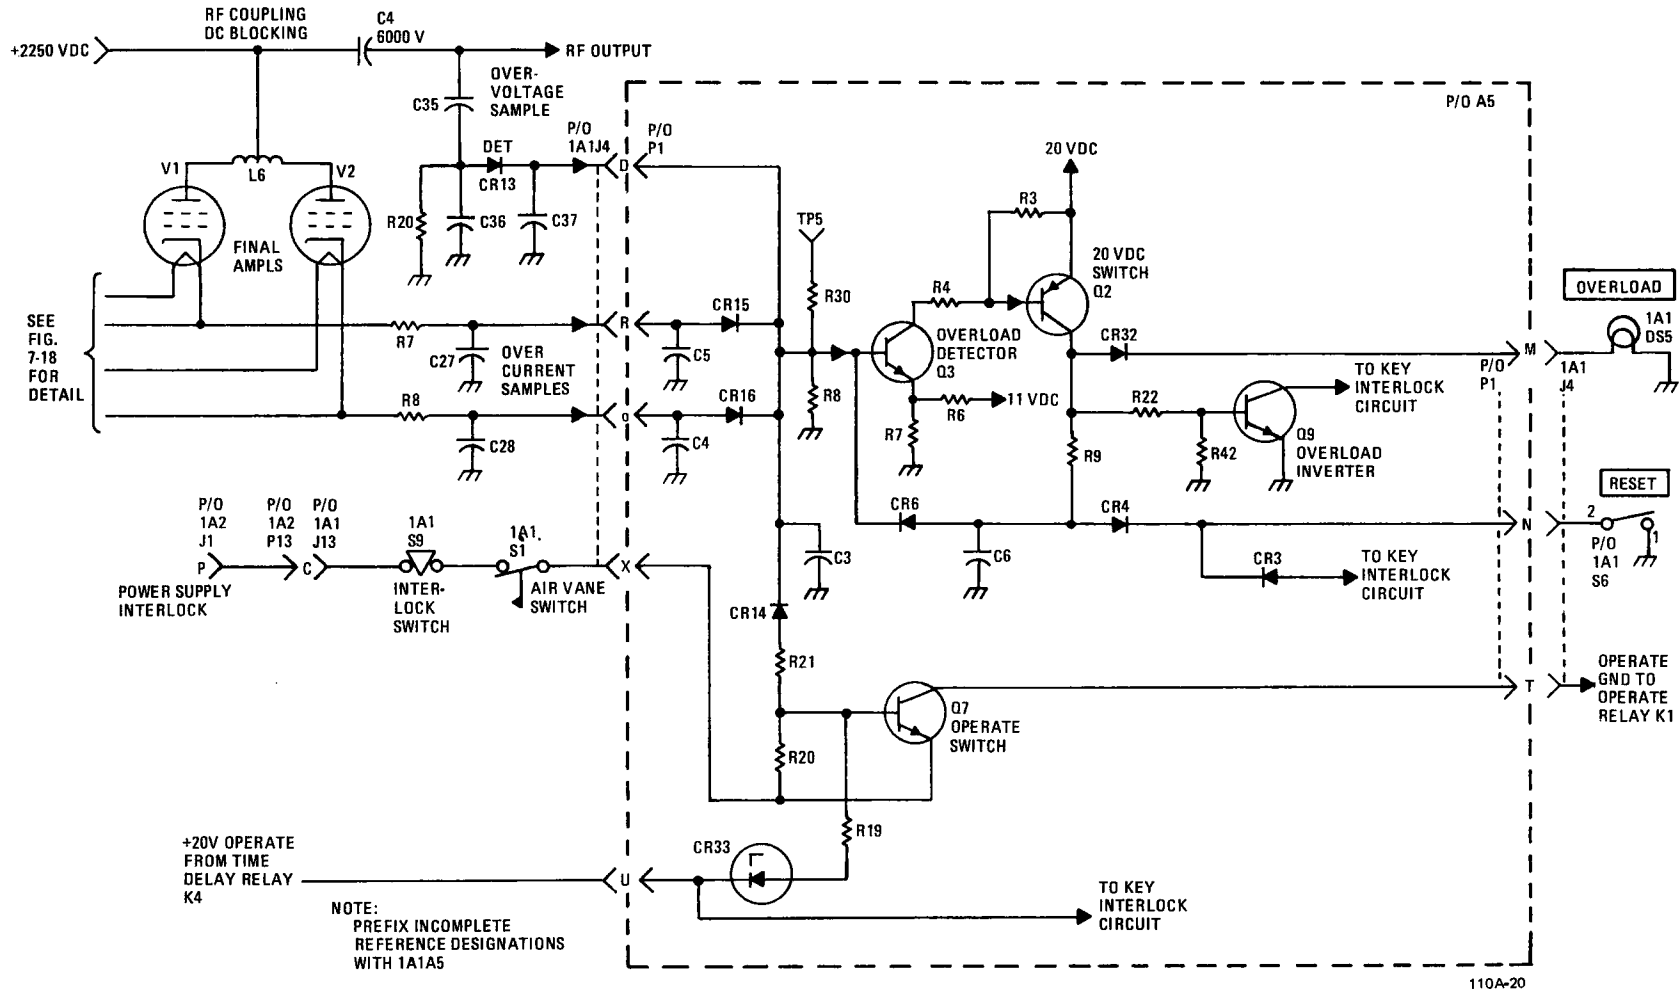 RF COUPLING
DC BLOCKING
C4
6000 V
+2250 VDC
RF OUTPUT
OVER-
VOLTAGE
SAMPLE
C35
P/O
1A1J4
P/O
P1
P/O A5
DET
CR13
D
V1
L6
V2
R20
C36
C37
FINAL
AMPLS
20 VDC
R3
TP5
20 VDC
SWITCH
Q2
R30
R4
OVERLOAD
DETECTOR
Q3
CR32
OVERLOAD
1A1
DS5
SEE
FIG.
7-18
FOR
DETAIL
R7
C27
OVER
CURRENT
SAMPLES
R
C5
CR15
M
P/O
P1
1A1
J4
TO KEY
INTERLOCK
CIRCUIT
R8
C28
q
C4
CR16
R8
R7
R6
11 VDC
R22
R9
R42
Q9
OVERLOAD
INVERTER
RESET
P/O
1A2
J1
P/O
1A2
P13
P/O
1A1
J13
1A1
S9
1A1.
S1
CR6
CR4
N
2
1
P/O
1A1
S6
P
C
X
C3
C6
CR3
TO KEY
INTERLOCK
CIRCUIT
POWER SUPPLY
INTERLOCK
INTER-
LOCK
SWITCH
AIR VANE
SWITCH
CR14
R21
T
OPERATE
GND TO
OPERATE
RELAY K1
Q7
OPERATE
SWITCH
R20
R19
+20V OPERATE
FROM TIME
DELAY RELAY
K4
U
CR33
TO KEY
INTERLOCK
CIRCUIT
NOTE:
PREFIX INCOMPLETE
REFERENCE DESIGNATIONS
WITH 1A1A5
110A-20